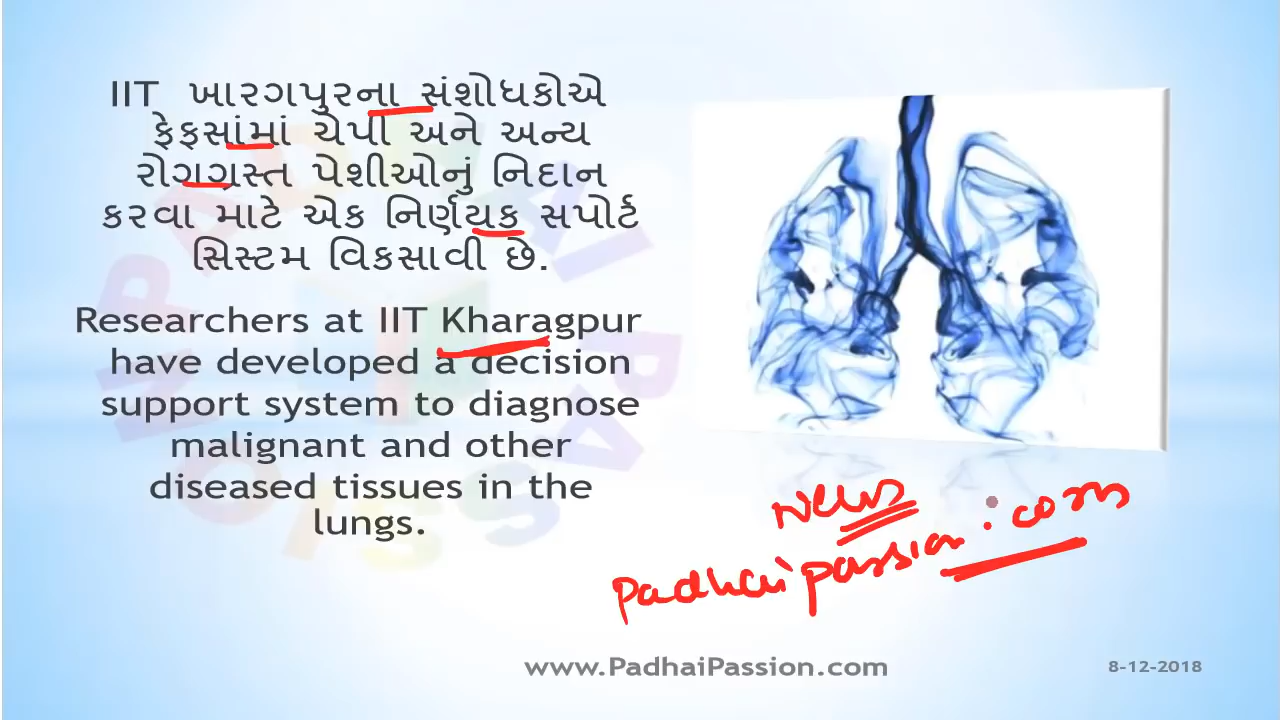 IIT ખારગપુરના સંશોધકોએ
ફેફસાંમાં ચેપી અને અન્ય
રોગગ્રસ્ત પેશીઓનું નિદાન
કરવા માટે એક નિર્ણયક સપોર્ટ
સિસ્ટમ વિકસાવી છે.
Researchers at IIT Kharagpur
have developed a decision
support system to diagnose
malignant and other
diseased tissues in the
lungs.
News
Padhaipassion.com
www.PadhaiPassion.com
8-12-2018